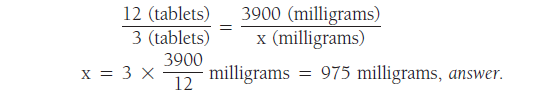 12 (tablets) / 3 (tablets) = 3900 (milligrams) / x (milligrams)
x = 3 × 3900 / 12 milligrams = 975 milligrams, answer.